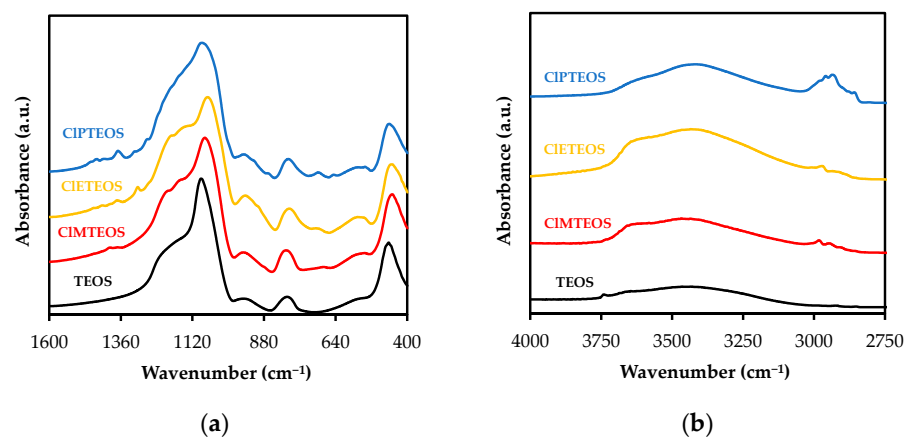 Absorbance (a.u.)
ClPTEOS
ClETEOS
ClMTEOS
TEOS
1600 1360 1120 880 640 400
Wavenumber (cm⁻¹)
(a)
Absorbance (a.u.)
ClPTEOS
ClETEOS
ClMTEOS
TEOS
4000 3750 3500 3250 3000 2750
Wavenumber (cm⁻¹)
(b)